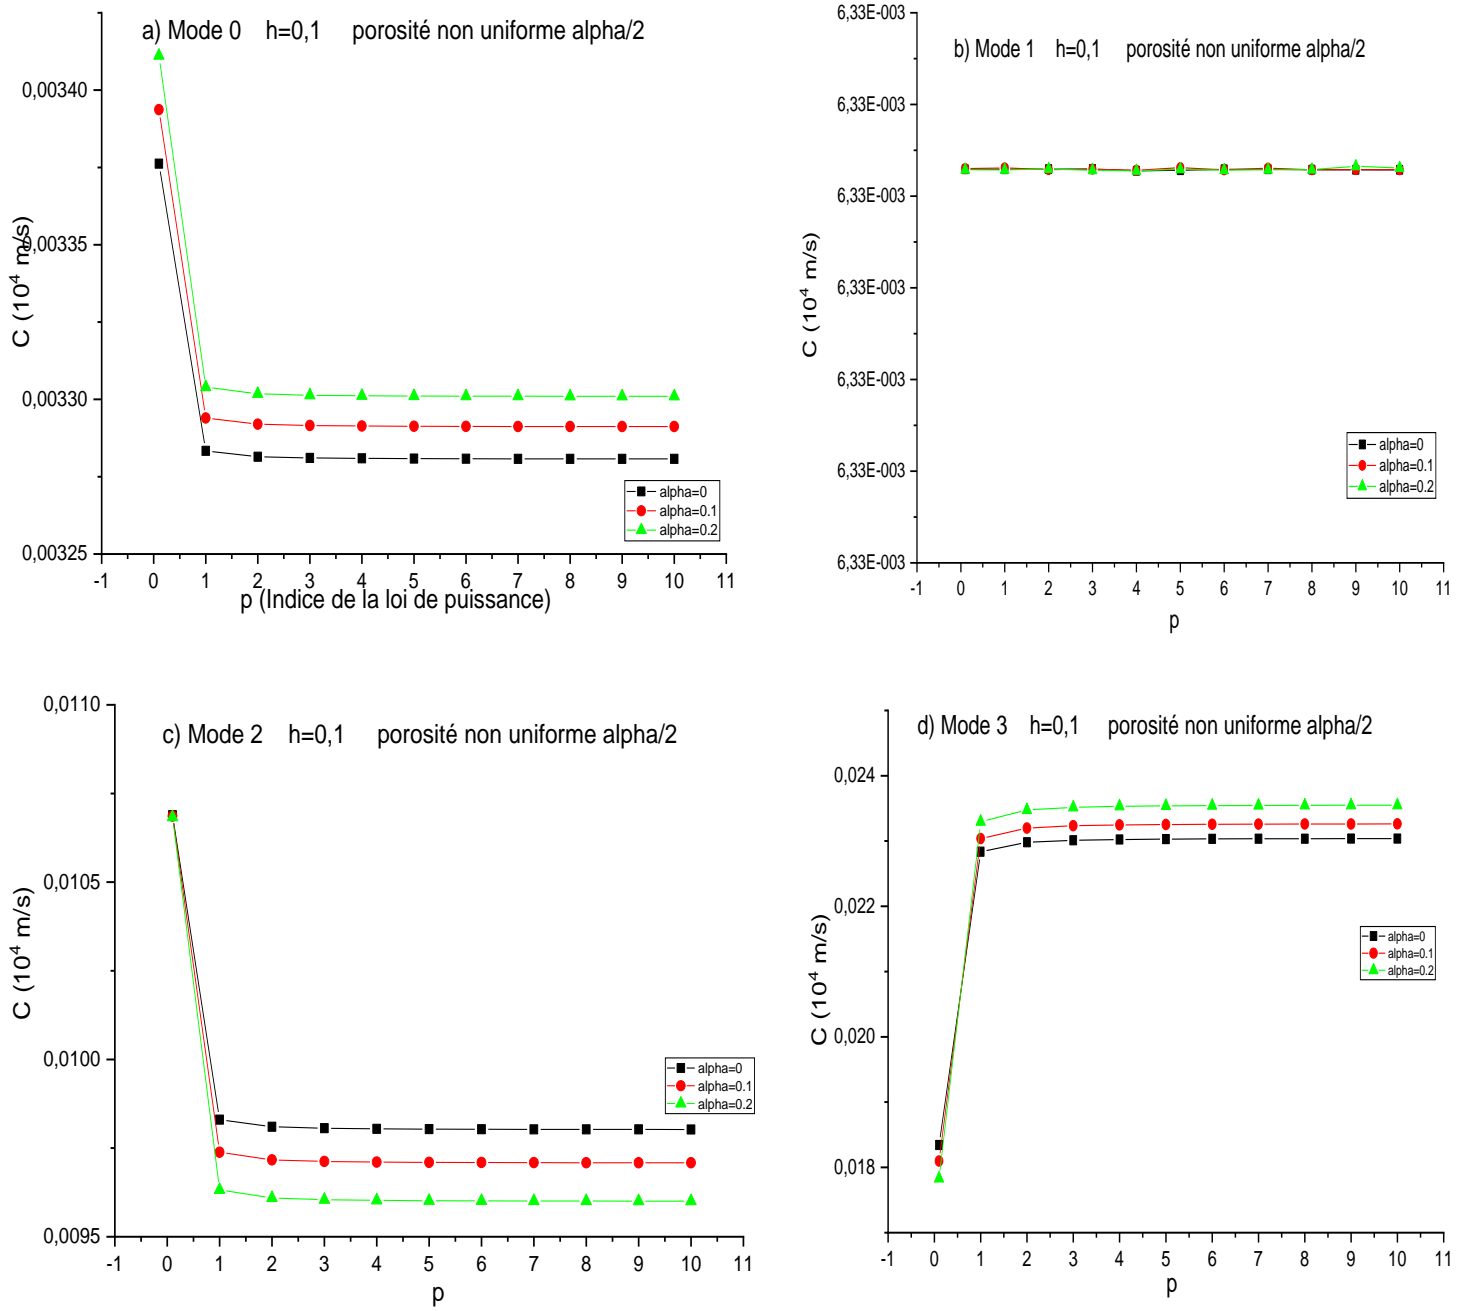 a) Mode 0 h=0,1 porosité non uniforme alpha/2
0,00340
0,00335
0,00330
0,00325
C (10⁴ m/s)
alpha=0
alpha=0.1
alpha=0.2
-1 0 1 2 3 4 5 6 7 8 9 10 11
p (Indice de la loi de puissance)
b) Mode 1 h=0,1 porosité non uniforme alpha/2
6,33E-003
6,33E-003
6,33E-003
6,33E-003
6,33E-003
6,33E-003
6,33E-003
C (10⁴ m/s)
alpha=0
alpha=0.1
alpha=0.2
-1 0 1 2 3 4 5 6 7 8 9 10 11
p
c) Mode 2 h=0,1 porosité non uniforme alpha/2
0,0110
0,0105
0,0100
0,0095
C (10⁴ m/s)
alpha=0
alpha=0.1
alpha=0.2
-1 0 1 2 3 4 5 6 7 8 9 10 11
p
d) Mode 3 h=0,1 porosité non uniforme alpha/2
0,024
0,022
0,020
0,018
C (10⁴ m/s)
alpha=0
alpha=0.1
alpha=0.2
-1 0 1 2 3 4 5 6 7 8 9 10 11
p